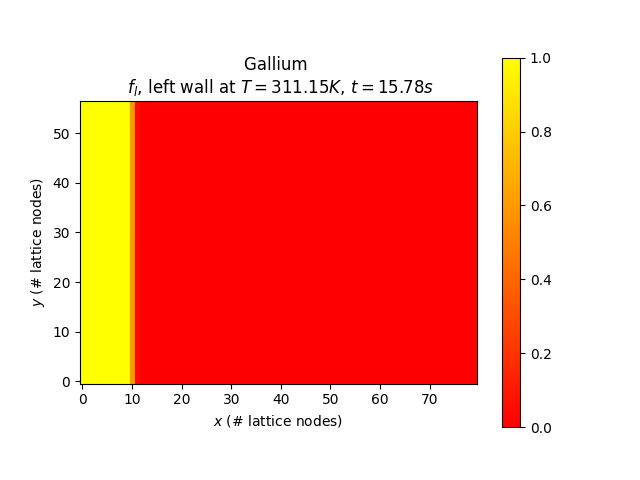 Gallium
f_l, left wall at T = 311.15K, t = 15.78s
1.0
0.8
0.6
0.4
0.2
0.0
50
40
30
20
10
0
y (# lattice nodes)
0 10 20 30 40 50 60 70
x (# lattice nodes)